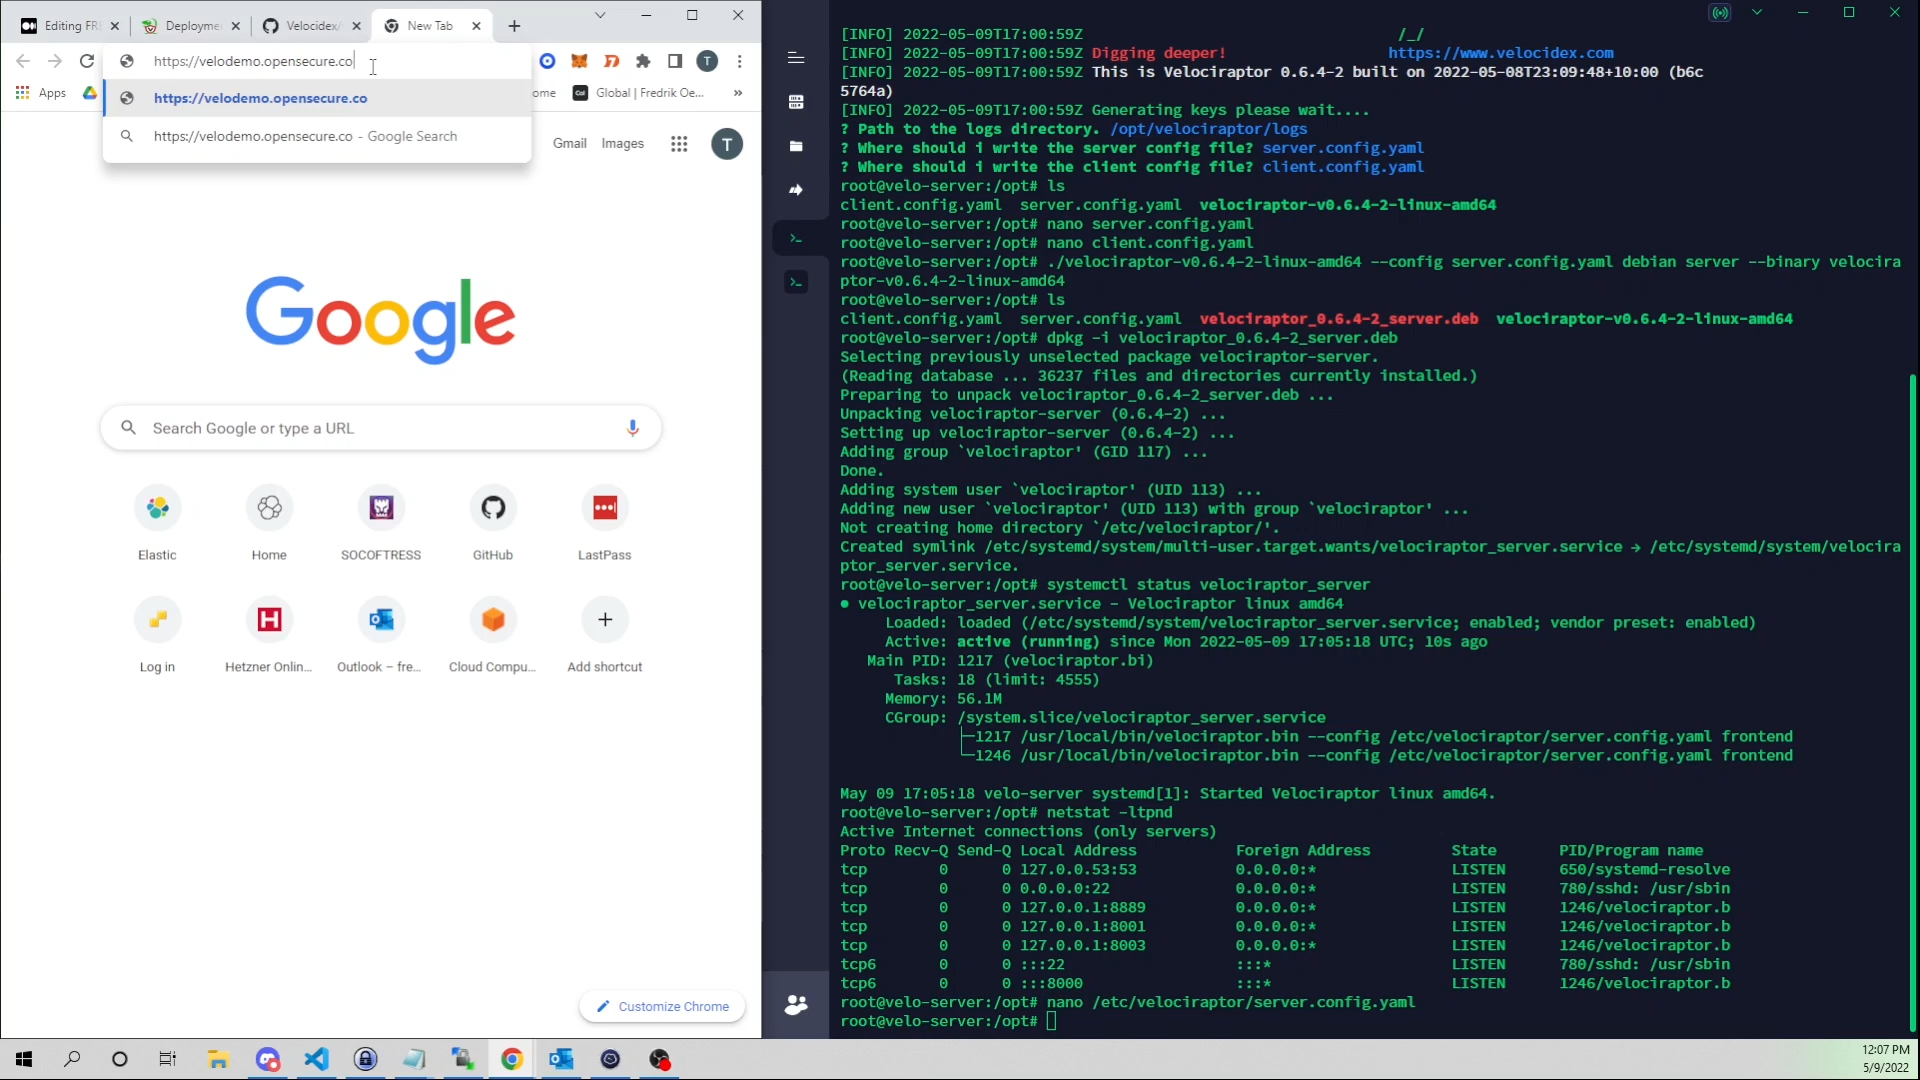 Editing FR
Deployme
Velocidex/
New Tab
https://velodemo.opensecure.co
T
Apps
https://velodemo.opensecure.co
ome
Global | Fredrik Oe...
»
https://velodemo.opensecure.co - Google Search
Gmail
Images
T
Google
Search Google or type a URL
Elastic
Home
SOCOFTRESS
GitHub
LastPass
Log in
Hetzner Onlin...
Outlook – fre...
Cloud Compu...
Add shortcut
Customize Chrome
[INFO] 2022-05-09T17:00:59Z /_/
[INFO] 2022-05-09T17:00:59Z Digging deeper! https://www.velocidex.com
[INFO] 2022-05-09T17:00:59Z This is Velociraptor 0.6.4-2 built on 2022-05-08T23:09:48+10:00 (b6c
5764a)
[INFO] 2022-05-09T17:00:59Z Generating keys please wait....
? Path to the logs directory. /opt/velociraptor/logs
? Where should i write the server config file? server.config.yaml
? Where should i write the client config file? client.config.yaml
root@velo-server:/opt# ls
client.config.yaml server.config.yaml velociraptor-v0.6.4-2-linux-amd64
root@velo-server:/opt# nano server.config.yaml
root@velo-server:/opt# nano client.config.yaml
root@velo-server:/opt# ./velociraptor-v0.6.4-2-linux-amd64 --config server.config.yaml debian server --binary velocira
ptor-v0.6.4-2-linux-amd64
root@velo-server:/opt# ls
client.config.yaml server.config.yaml velociraptor_0.6.4-2_server.deb velociraptor-v0.6.4-2-linux-amd64
root@velo-server:/opt# dpkg -i velociraptor_0.6.4-2_server.deb
Selecting previously unselected package velociraptor-server.
(Reading database ... 36237 files and directories currently installed.)
Preparing to unpack velociraptor_0.6.4-2_server.deb ...
Unpacking velociraptor-server (0.6.4-2) ...
Setting up velociraptor-server (0.6.4-2) ...
Adding group `velociraptor' (GID 117) ...
Done.
Adding system user `velociraptor' (UID 113) ...
Adding new user `velociraptor' (UID 113) with group `velociraptor' ...
Not creating home directory `/etc/velociraptor/'.
Created symlink /etc/systemd/system/multi-user.target.wants/velociraptor_server.service → /etc/systemd/system/velocira
ptor_server.service.
root@velo-server:/opt# systemctl status velociraptor_server
● velociraptor_server.service - Velociraptor linux amd64
Loaded: loaded (/etc/systemd/system/velociraptor_server.service; enabled; vendor preset: enabled)
Active: active (running) since Mon 2022-05-09 17:05:18 UTC; 10s ago
Main PID: 1217 (velociraptor.bi)
Tasks: 18 (limit: 4555)
Memory: 56.1M
CGroup: /system.slice/velociraptor_server.service
├─1217 /usr/local/bin/velociraptor.bin --config /etc/velociraptor/server.config.yaml frontend
└─1246 /usr/local/bin/velociraptor.bin --config /etc/velociraptor/server.config.yaml frontend
May 09 17:05:18 velo-server systemd[1]: Started Velociraptor linux amd64.
root@velo-server:/opt# netstat -ltpnd
Active Internet connections (only servers)
Proto Recv-Q Send-Q Local Address Foreign Address State PID/Program name
tcp 0 0 127.0.0.53:53 0.0.0.0:* LISTEN 650/systemd-resolve
tcp 0 0 0.0.0.0:22 0.0.0.0:* LISTEN 780/sshd: /usr/sbin
tcp 0 0 127.0.0.1:8889 0.0.0.0:* LISTEN 1246/velociraptor.b
tcp 0 0 127.0.0.1:8001 0.0.0.0:* LISTEN 1246/velociraptor.b
tcp 0 0 127.0.0.1:8003 0.0.0.0:* LISTEN 1246/velociraptor.b
tcp6 0 0 :::22 :::* LISTEN 780/sshd: /usr/sbin
tcp6 0 0 :::8000 :::* LISTEN 1246/velociraptor.b
root@velo-server:/opt# nano /etc/velociraptor/server.config.yaml
root@velo-server:/opt#
12:07 PM
5/9/2022